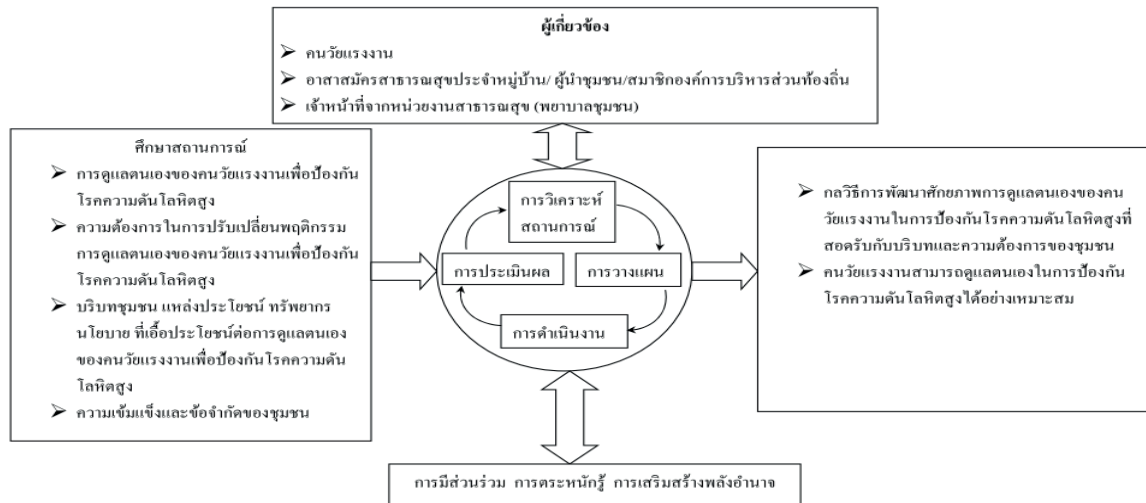 ผู้เกี่ยวข้อง
➢ คนวัยแรงงาน
➢ อาสาสมัครสาธารณสุขประจำหมู่บ้าน/ ผู้นำชุมชน/สมาชิกองค์การบริหารส่วนท้องถิ่น
➢ เจ้าหน้าที่จากหน่วยงานสาธารณสุข (พยาบาลชุมชน)
ศึกษาสถานการณ์
➢ การดูแลตนเองของคนวัยแรงงานเพื่อป้องกัน
โรคความดันโลหิตสูง
➢ ความต้องการในการปรับเปลี่ยนพฤติกรรม
การดูแลตนเองของคนวัยแรงงานเพื่อป้องกัน
โรคความดันโลหิตสูง
➢ บริบทชุมชน แหล่งประโยชน์ ทรัพยากร
นโยบาย ที่เอื้อประโยชน์ต่อการดูแลตนเอง
ของคนวัยแรงงานเพื่อป้องกันโรคความดัน
โลหิตสูง
➢ ความเข้มแข็งและข้อจำกัดของชุมชน
การวิเคราะห์
สถานการณ์
การวางแผน
การดำเนินงาน
การประเมินผล
➢ กลวิธีการพัฒนาศักยภาพการดูแลตนเองของคน
วัยแรงงานในการป้องกันโรคความดันโลหิตสูงที่
สอดรับกับบริบทและความต้องการของชุมชน
➢ คนวัยแรงงานสามารถดูแลตนเองในการป้องกัน
โรคความดันโลหิตสูงได้อย่างเหมาะสม
การมีส่วนร่วม การตระหนักรู้ การเสริมสร้างพลังอำนาจ